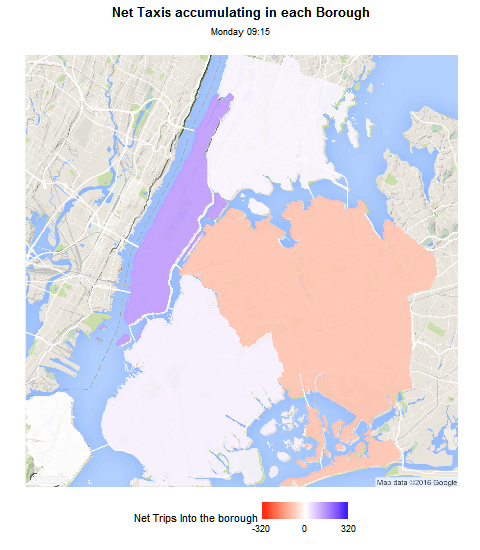 Net Taxis accumulating in each Borough
Monday 09:15
Map data ©2016 Google
Net Trips Into the borough
-320 0 320